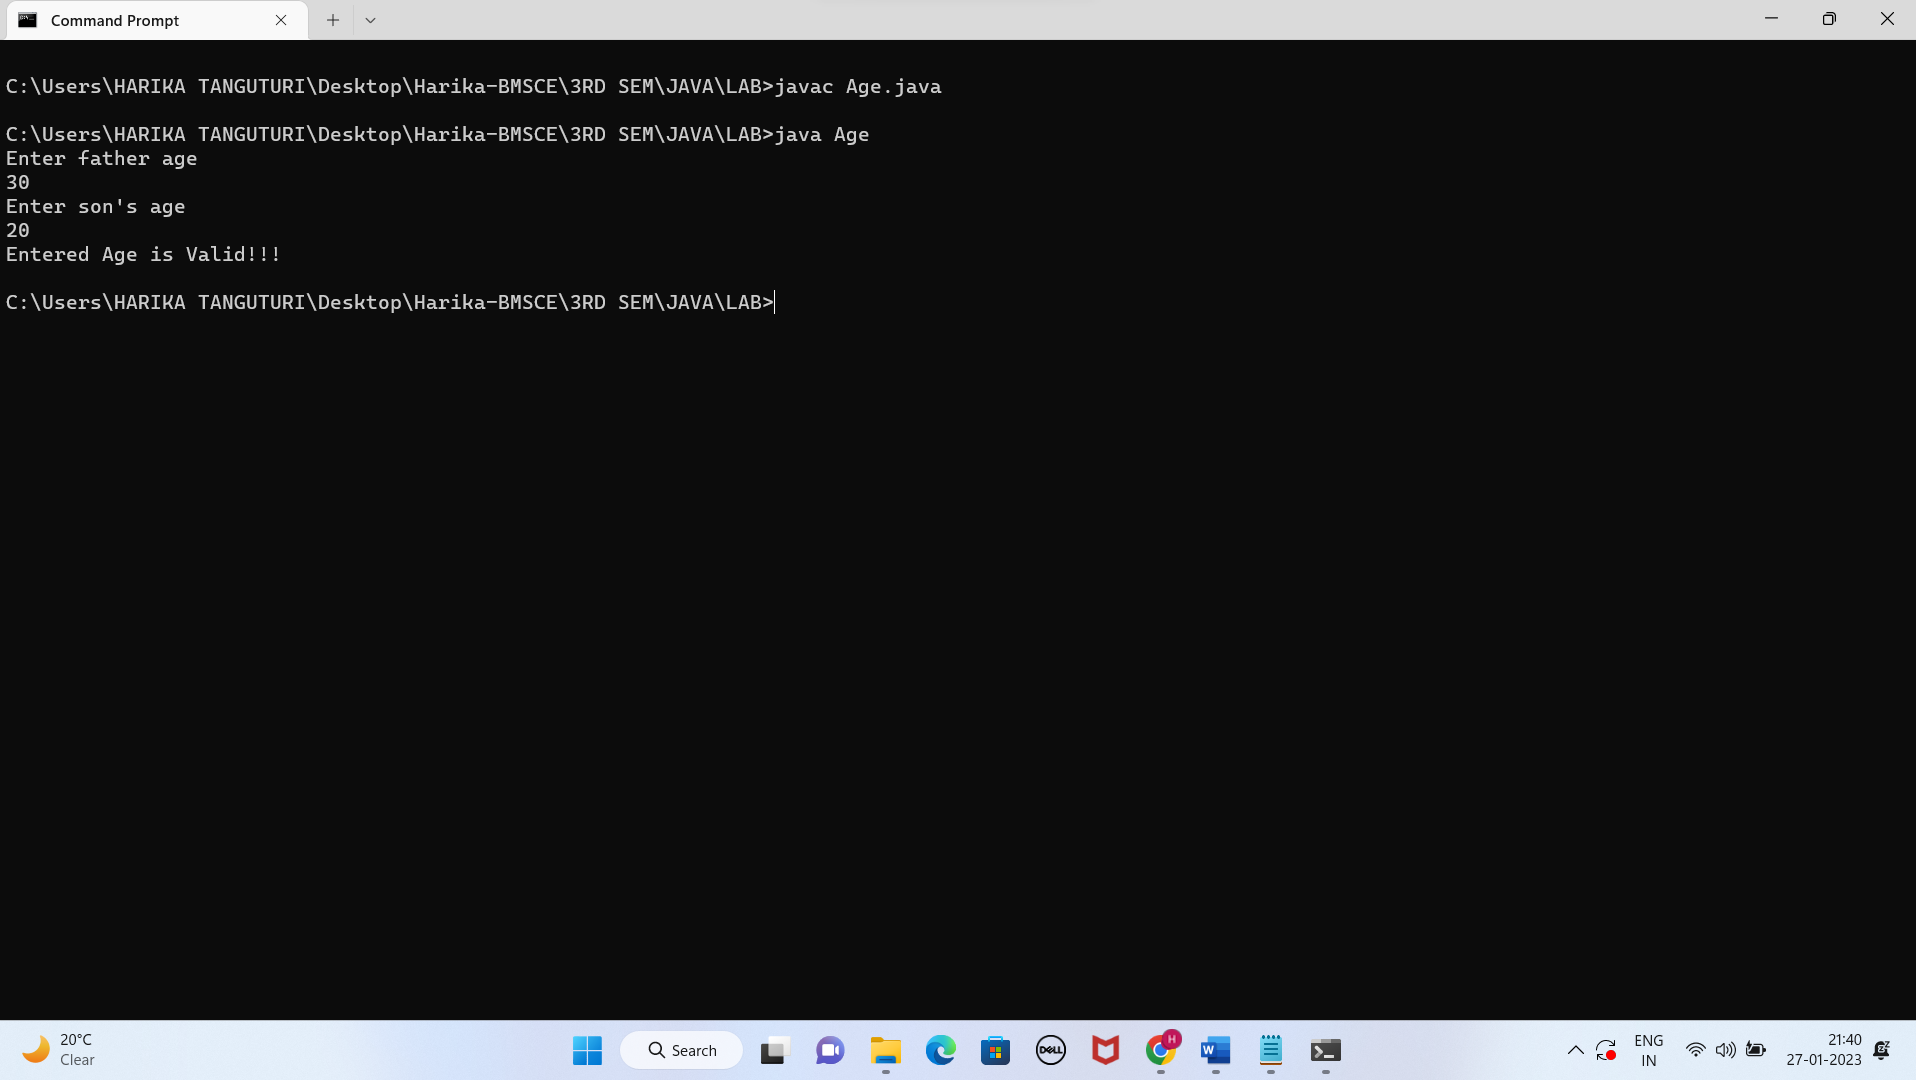 Command Prompt
C:\Users\HARIKA TANGUTURI\Desktop\Harika-BMSCE\3RD SEM\JAVA\LAB>javac Age.java
C:\Users\HARIKA TANGUTURI\Desktop\Harika-BMSCE\3RD SEM\JAVA\LAB>java Age
Enter father age
30
Enter son's age
20
Entered Age is Valid!!!
C:\Users\HARIKA TANGUTURI\Desktop\Harika-BMSCE\3RD SEM\JAVA\LAB>
20°C
Clear
Search
DELL
H
W
ENG
IN
21:40
27-01-2023